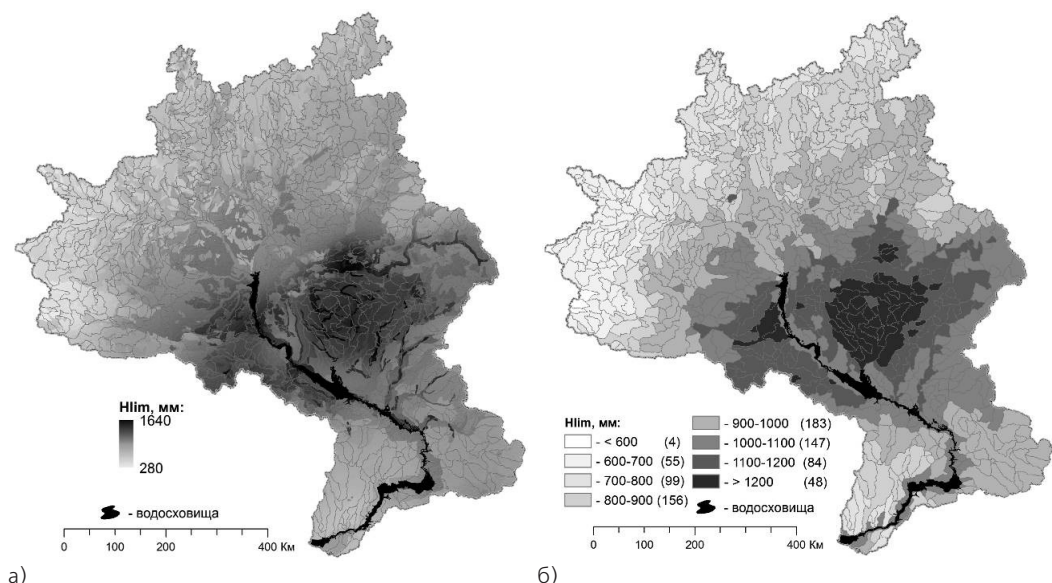 Hlim, мм:
1640
280
- водосховища
0 100 200 400 Км
а)
Hlim, мм:
- < 600 (4)
- 600-700 (55)
- 700-800 (99)
- 800-900 (156)
- 900-1000 (183)
- 1000-1100 (147)
- 1100-1200 (84)
- > 1200 (48)
- водосховища
0 100 200 400 Км
б)